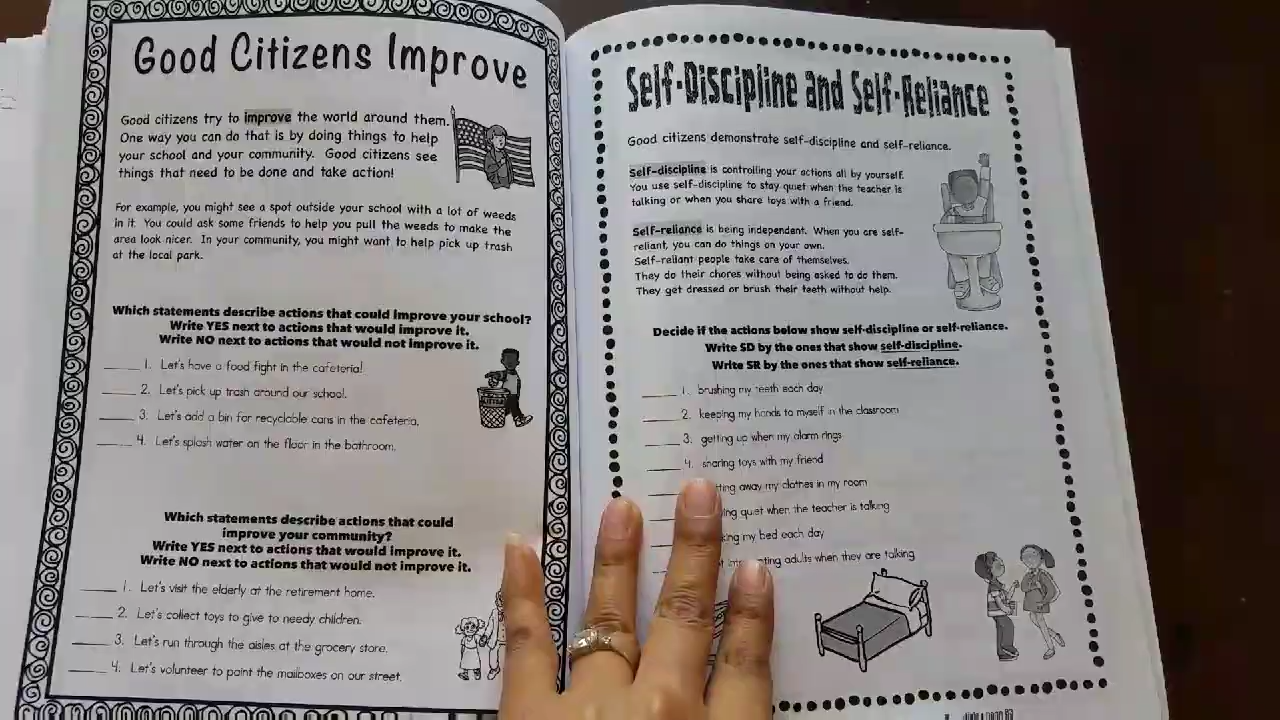 Good Citizens Improve
Good citizens try to improve the world around them.
One way you can do that is by doing things to help
your school and your community. Good citizens see
things that need to be done and take action!
For example, you might see a spot outside your school with a lot of weeds
in it. You could ask some friends to help you pull the weeds to make the
area look nicer. In your community, you might want to help pick up trash
at the local park.
Which statements describe actions that could improve your school?
Write YES next to actions that would improve it.
Write NO next to actions that would not improve it.
____ 1. Let's have a food fight in the cafeteria!
____ 2. Let's pick up trash around our school.
____ 3. Let's add a bin for recyclable cans in the cafeteria.
____ 4. Let's splash water on the floor in the bathroom.
Which statements describe actions that could
improve your community?
Write YES next to actions that would improve it.
Write NO next to actions that would not improve it.
____ 1. Let's visit the elderly at the retirement home.
____ 2. Let's collect toys to give to needy children.
____ 3. Let's run through the aisles at the grocery store.
____ 4. Let's volunteer to paint the mailboxes on our street.
Self-Discipline and Self-Reliance
Good citizens demonstrate self-discipline and self-reliance.
Self-discipline is controlling your actions all by yourself.
You use self-discipline to stay quiet when the teacher is
talking or when you share toys with a friend.
Self-reliance is being independent. When you are self-
reliant, you can do things on your own.
Self-reliant people take care of themselves.
They do their chores without being asked to do them.
They get dressed or brush their teeth without help.
Decide if the actions below show self-discipline or self-reliance.
Write SD by the ones that show self-discipline.
Write SR by the ones that show self-reliance.
____ 1. brushing my teeth each day
____ 2. keeping my hands to myself in the classroom
____ 3. getting up when my alarm rings
____ 4. sharing toys with my friend
away my clothes in my room
quiet when the teacher is talking
my bed each day
adults when they are talking